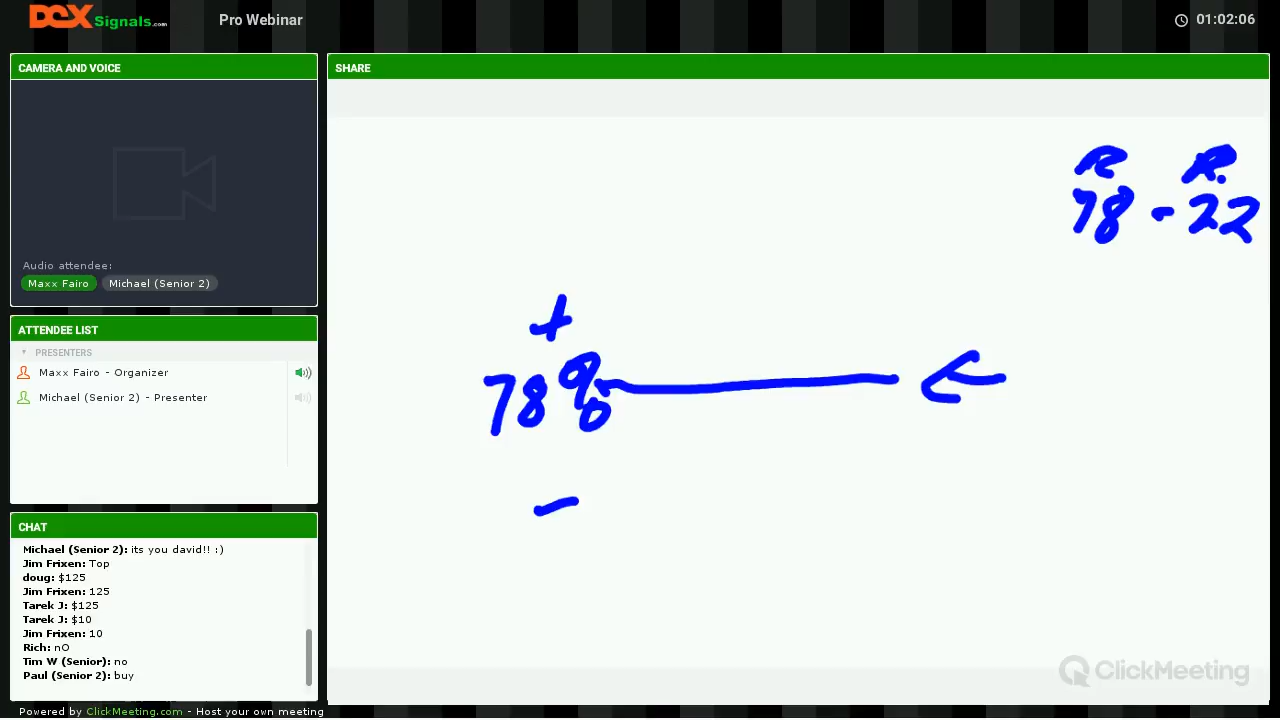 DCX
Signals.com
Pro Webinar
01:02:06
CAMERA AND VOICE
Audio attendee:
Maxx Fairo
Michael (Senior 2)
ATTENDEE LIST
PRESENTERS
Maxx Fairo - Organizer
Michael (Senior 2) - Presenter
CHAT
Michael (Senior 2): its you david!! :)
Jim Frixen: Top
doug: $125
Jim Frixen: 125
Tarek J: $125
Tarek J: $10
Jim Frixen: 10
Rich: nO
Tim W (Senior): no
Paul (Senior 2): buy
Powered by ClickMeeting.com - Host your own meeting
SHARE
78 - 22
+
78
-
ClickMeeting